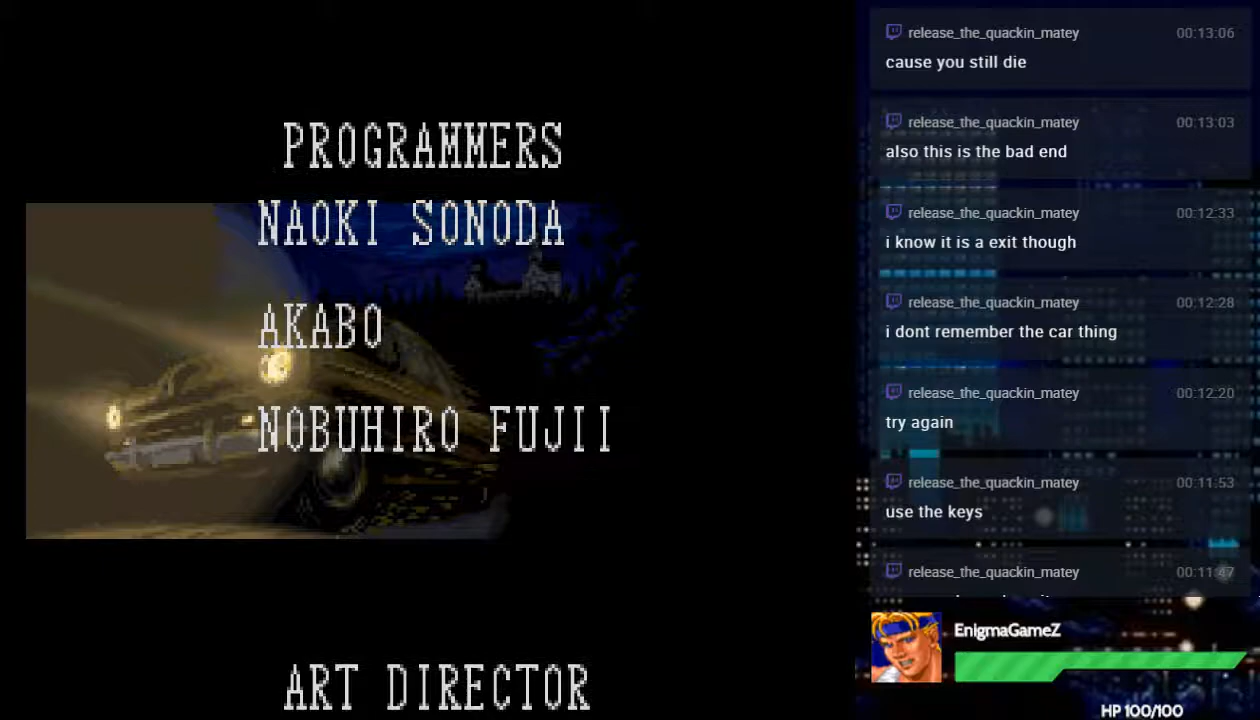 PROGRAMMERS
NAOKI SONODA
AKABO
NOBUHIRO FUJII
ART DIRECTOR
release_the_quackin_matey 00:13:06
cause you still die
release_the_quackin_matey 00:13:03
also this is the bad end
release_the_quackin_matey 00:12:33
i know it is a exit though
release_the_quackin_matey 00:12:28
i dont remember the car thing
release_the_quackin_matey 00:12:20
try again
release_the_quackin_matey 00:11:53
use the keys
release_the_quackin_matey 00:11:47
EnigmaGameZ
HP 100/100